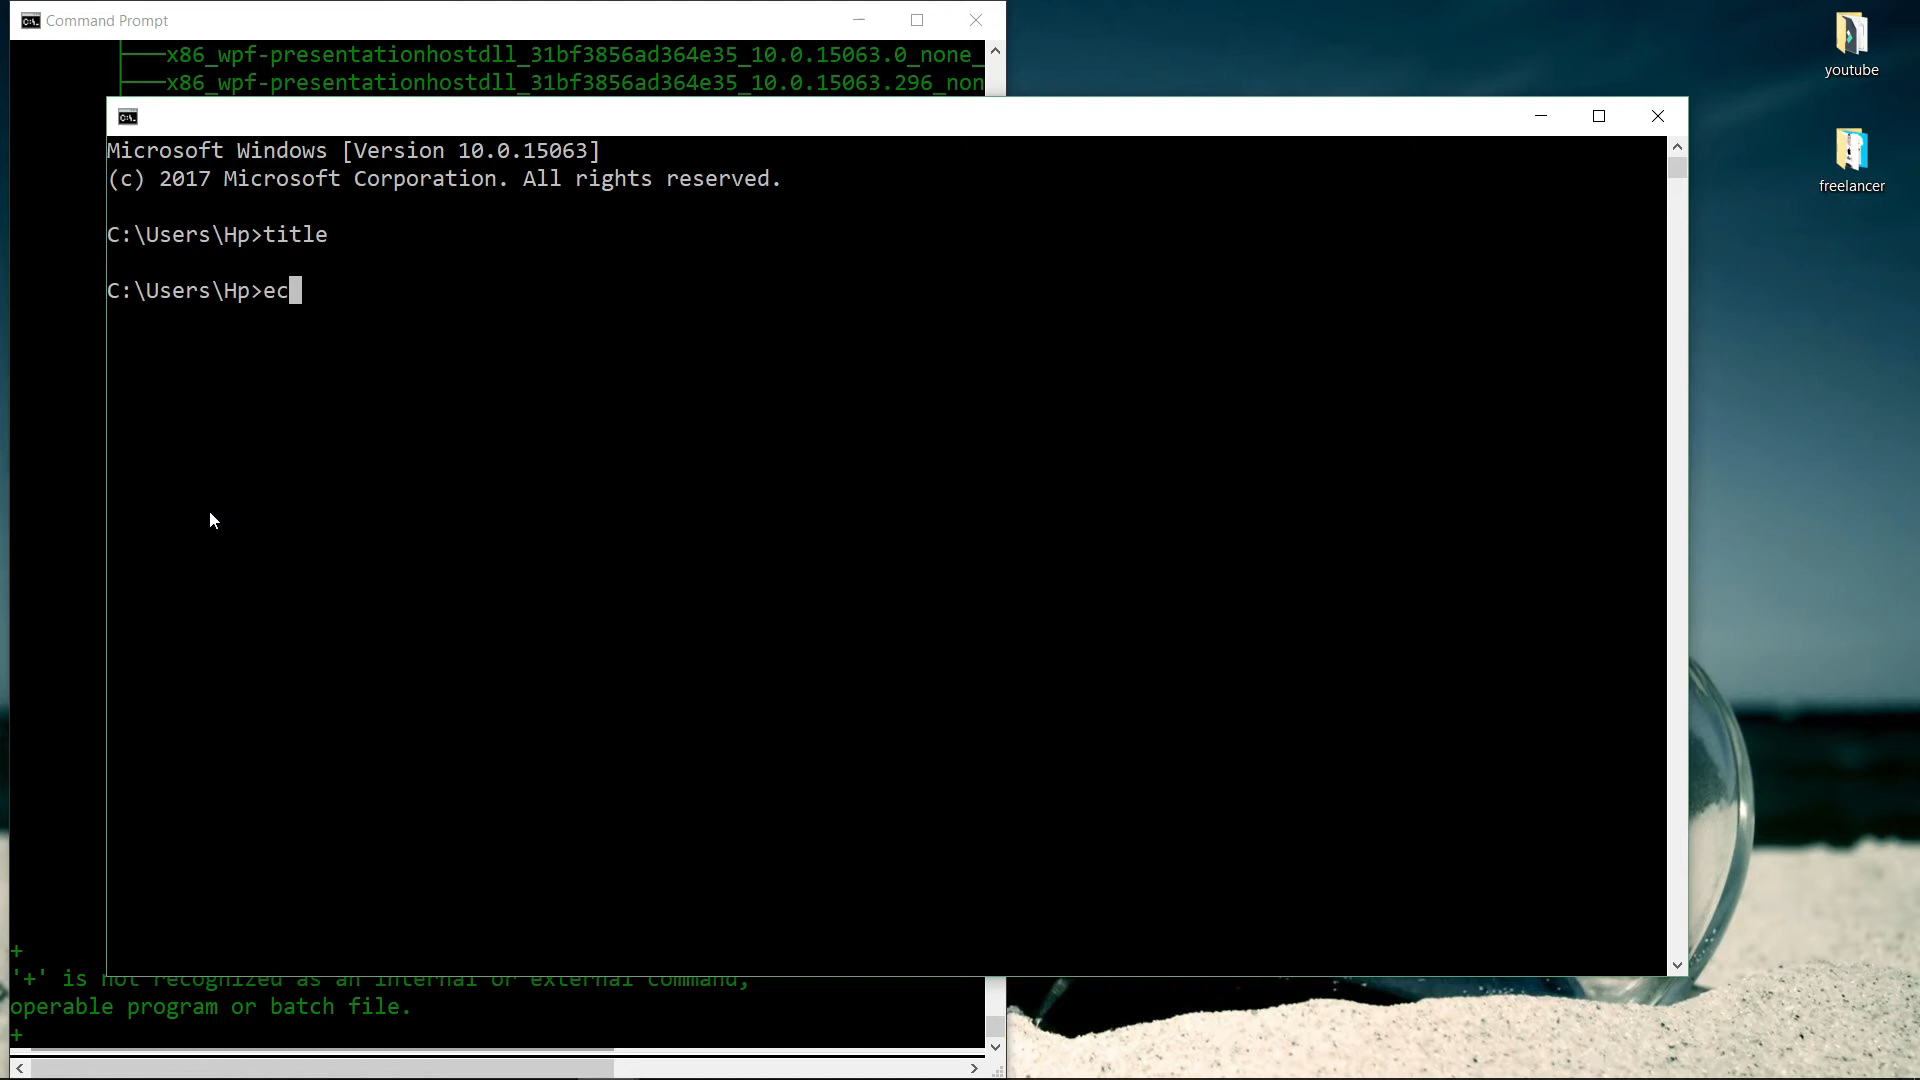 Command Prompt
x86_wpf-presentationhostdll_31bf3856ad364e35_10.0.15063.0_none_
x86_wpf-presentationhostdll_31bf3856ad364e35_10.0.15063.296_non
Microsoft Windows [Version 10.0.15063]
(c) 2017 Microsoft Corporation. All rights reserved.
C:\Users\Hp>title
C:\Users\Hp>ec
+
'+' is not recognized as an internal or external command,
operable program or batch file.
+
youtube
freelancer